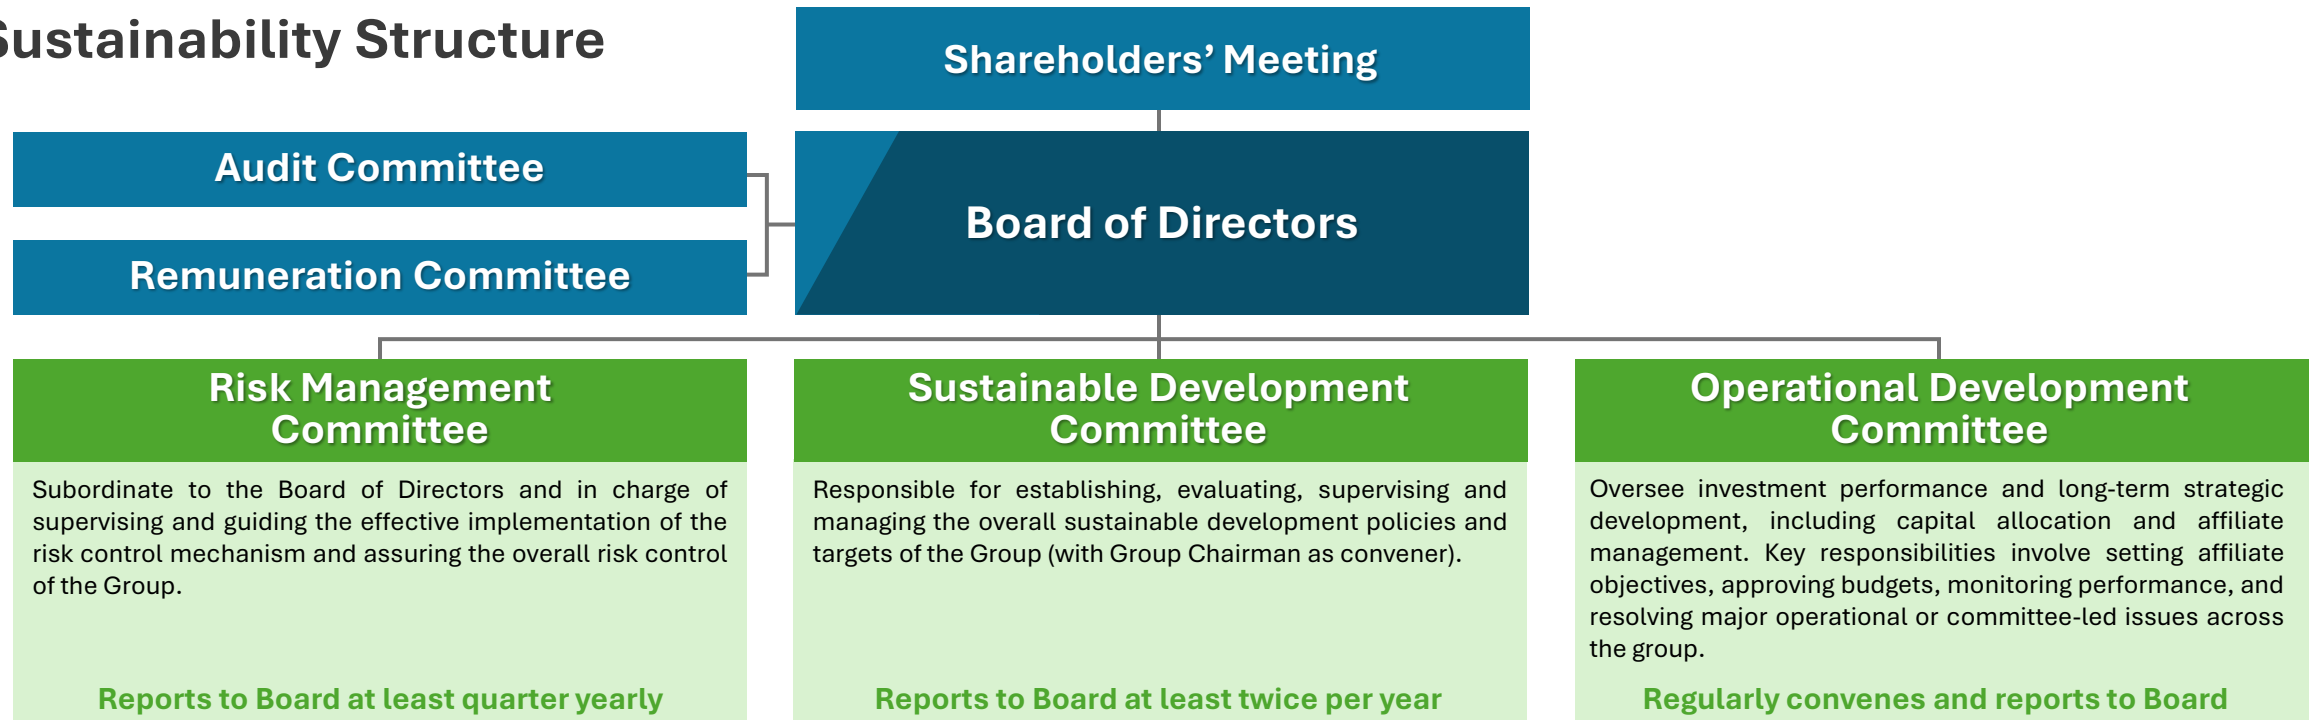 Sustainability Structure
Shareholders’ Meeting
Audit Committee
Remuneration Committee
Board of Directors
Risk Management
Committee
Subordinate to the Board of Directors and in charge of
supervising and guiding the effective implementation of the
risk control mechanism and assuring the overall risk control
of the Group.
Reports to Board at least quarter yearly
Sustainable Development
Committee
Responsible for establishing, evaluating, supervising and
managing the overall sustainable development policies and
targets of the Group (with Group Chairman as convener).
Reports to Board at least twice per year
Operational Development
Committee
Oversee investment performance and long-term strategic
development, including capital allocation and affiliate
management. Key responsibilities involve setting affiliate
objectives, approving budgets, monitoring performance, and
resolving major operational or committee-led issues across
the group.
Regularly convenes and reports to Board